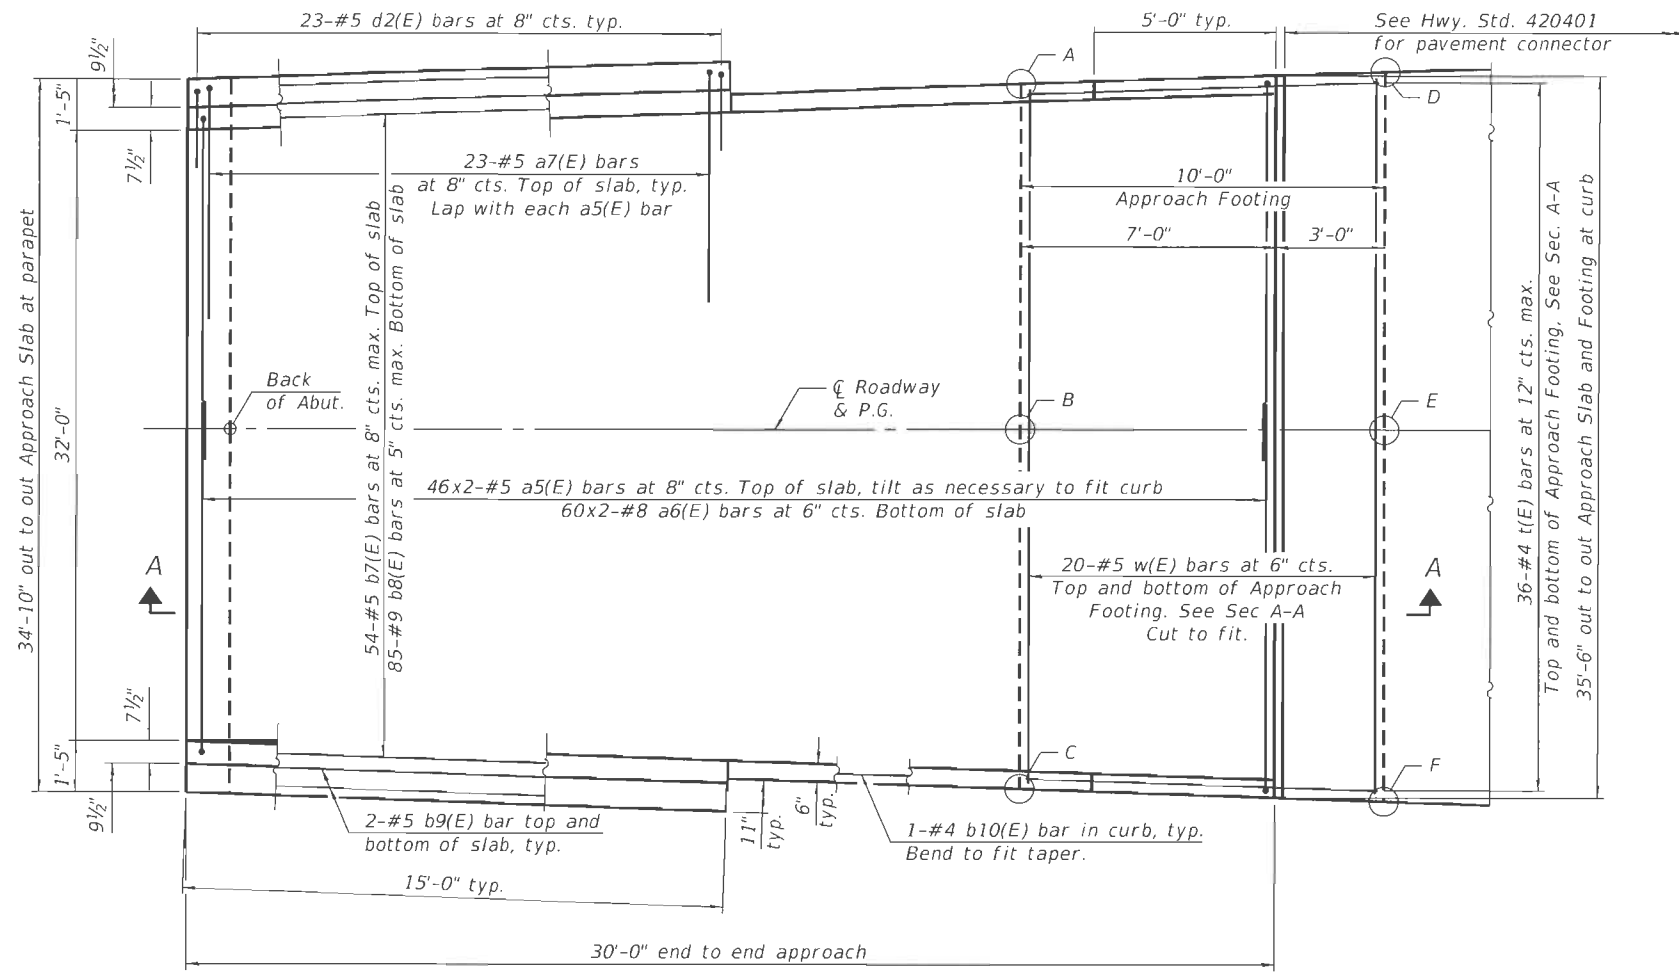 23-#5 d2(E) bars at 8" cts. typ.
5'-0" typ.
See Hwy. Std. 420401
for pavement connector
9½"
1'-5"
7½"
A
D
23-#5 a7(E) bars
at 8" cts. Top of slab, typ.
Lap with each a5(E) bar
10'-0"
Approach Footing
7'-0"
3'-0"
34'-10" out to out Approach Slab at parapet
32'-0"
54-#5 b7(E) bars at 8" cts. max. Top of slab
85-#9 b8(E) bars at 5" cts. max. Bottom of slab
Back
of Abut.
℄ Roadway
& P.G.
B
E
46x2-#5 a5(E) bars at 8" cts. Top of slab, tilt as necessary to fit curb
60x2-#8 a6(E) bars at 6" cts. Bottom of slab
A
20-#5 w(E) bars at 6" cts.
Top and bottom of Approach
Footing. See Sec A-A
Cut to fit.
A
36-#4 t(E) bars at 12" cts. max.
Top and bottom of Approach Footing. See Sec. A-A
35'-6" out to out Approach Slab and Footing at curb
7½"
1'-5"
9½"
C
F
2-#5 b9(E) bar top and
bottom of slab, typ.
11"
typ.
6"
typ.
1-#4 b10(E) bar in curb, typ.
Bend to fit taper.
15'-0" typ.
30'-0" end to end approach